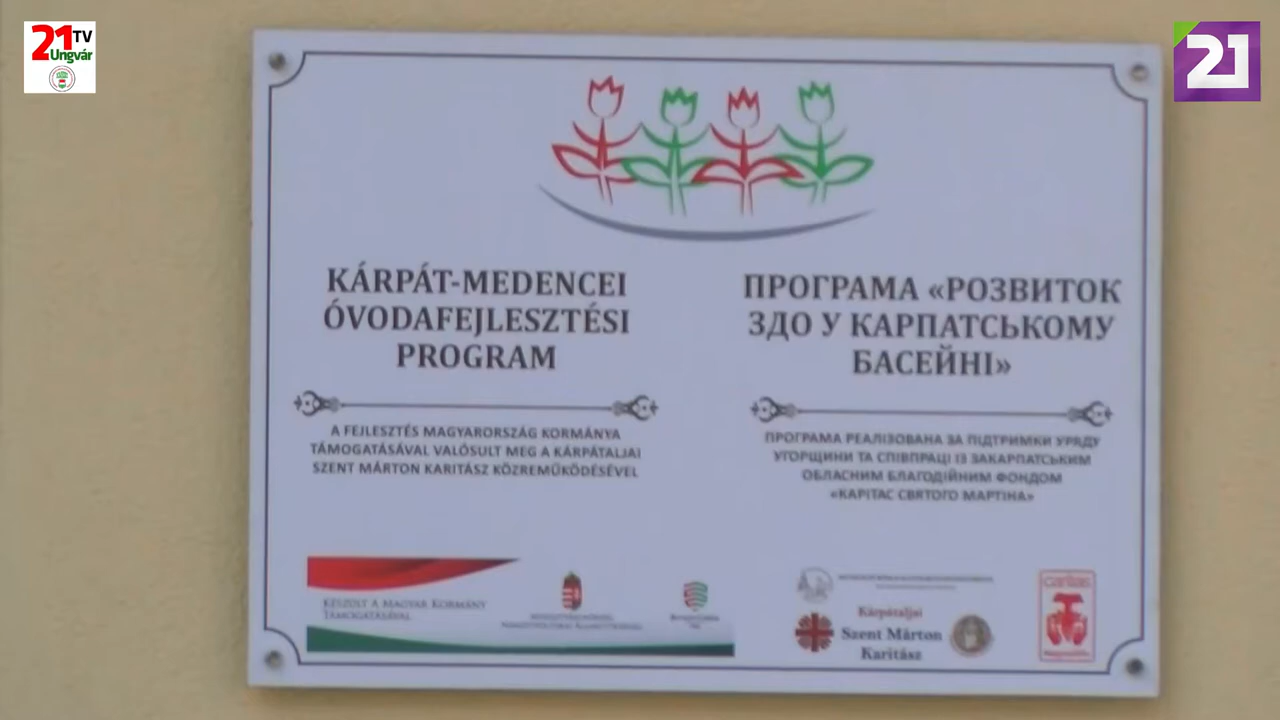 21 TV
Ungvár
21
KÁRPÁT-MEDENCEI
ÓVODAFEJLESZTÉSI
PROGRAM
A FEJLESZTÉS MAGYARORSZÁG KORMÁNYA
TÁMOGATÁSÁVAL VALÓSULT MEG A KÁRPÁTALJAI
SZENT MÁRTON KARITÁSZ KÖZREMŰKÖDÉSÉVEL
ПРОГРАМА «РОЗВИТОК
ЗДО У КАРПАТСЬКОМУ
БАСЕЙНІ»
ПРОГРАМА РЕАЛІЗОВАНА ЗА ПІДТРИМКИ УРЯДУ
УГОРЩИНИ ТА СПІВПРАЦІ ІЗ ЗАКАРПАТСЬКИМ
ОБЛАСНИМ БЛАГОДІЙНИМ ФОНДОМ
«КАРІТАС СВЯТОГО МАРТІНА»
KÉSZÜLT A MAGYAR KORMÁNY
TÁMOGATÁSÁVAL
Kárpátaljai
Szent Márton
Karitász
caritas